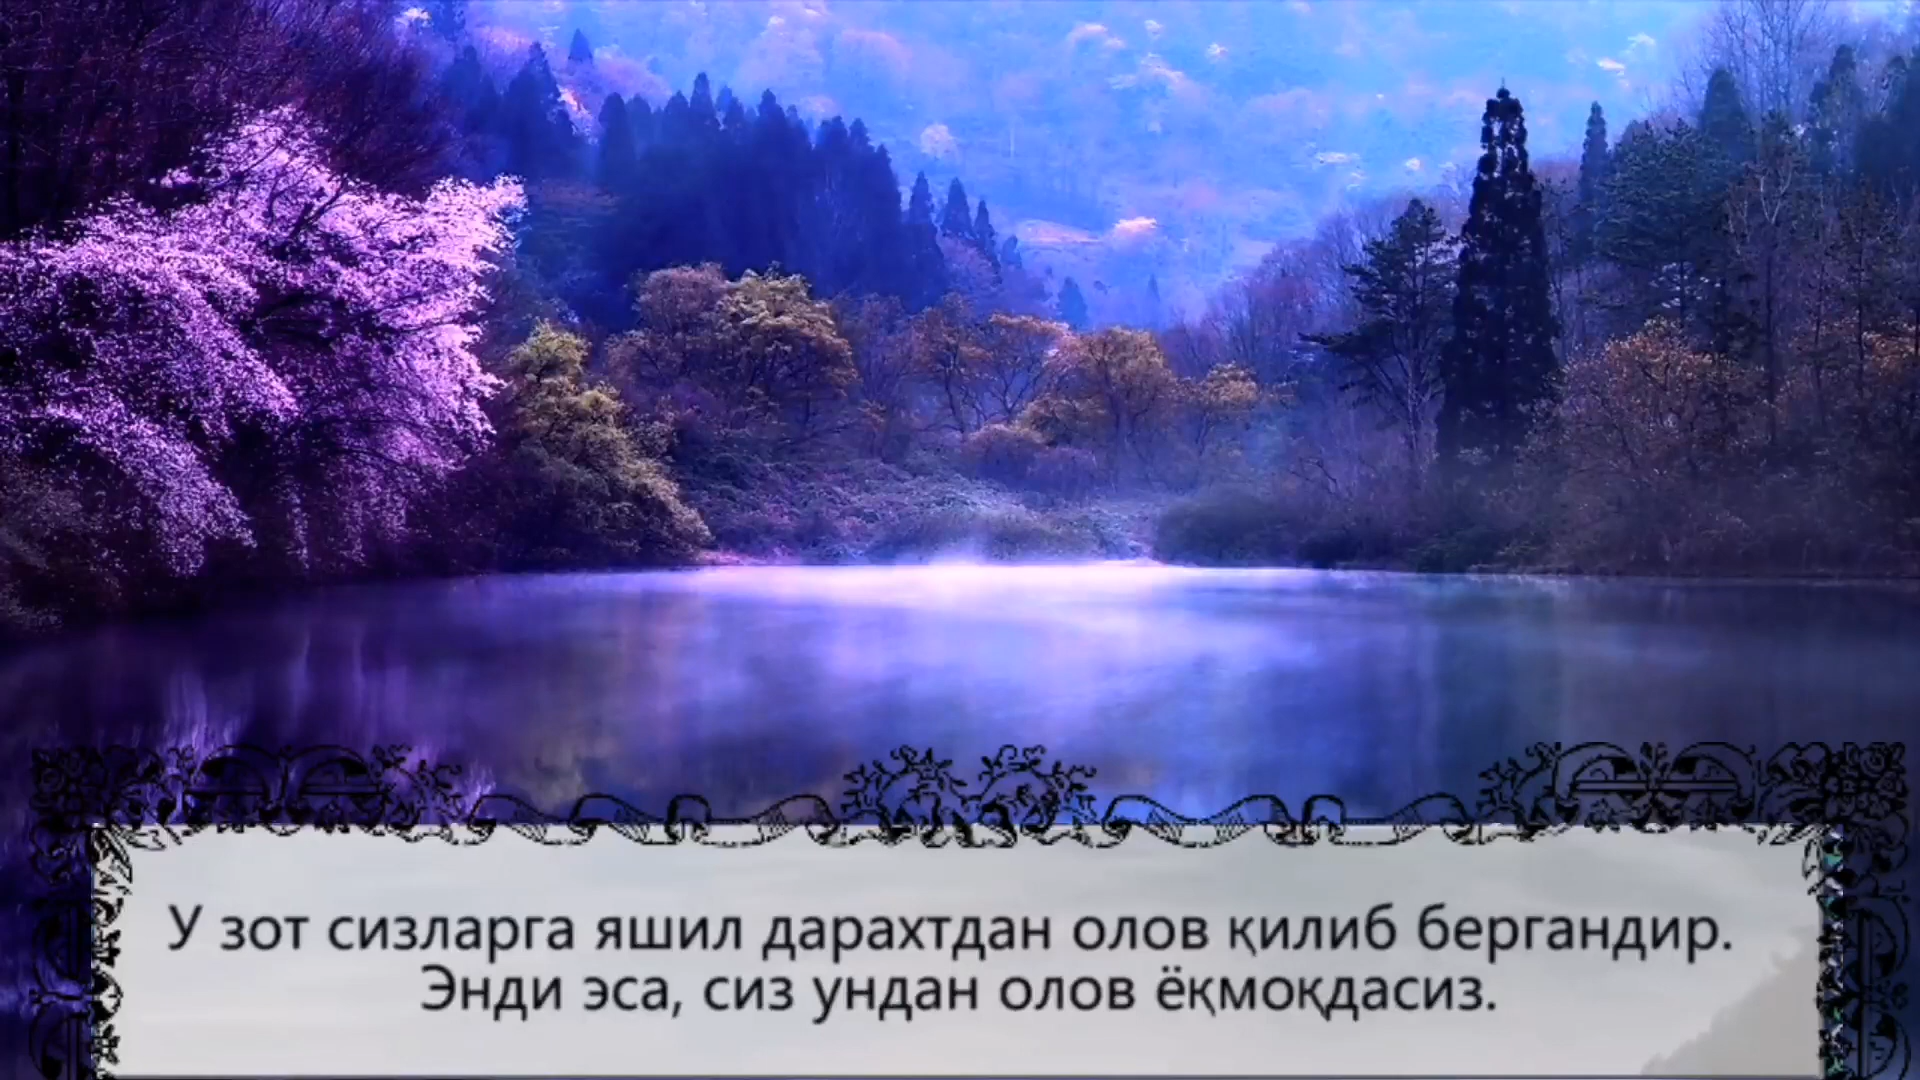 У зот сизларга яшил дарахтдан олов қилиб бергандир.
Энди эса, сиз ундан олов ёқмоқдасиз.